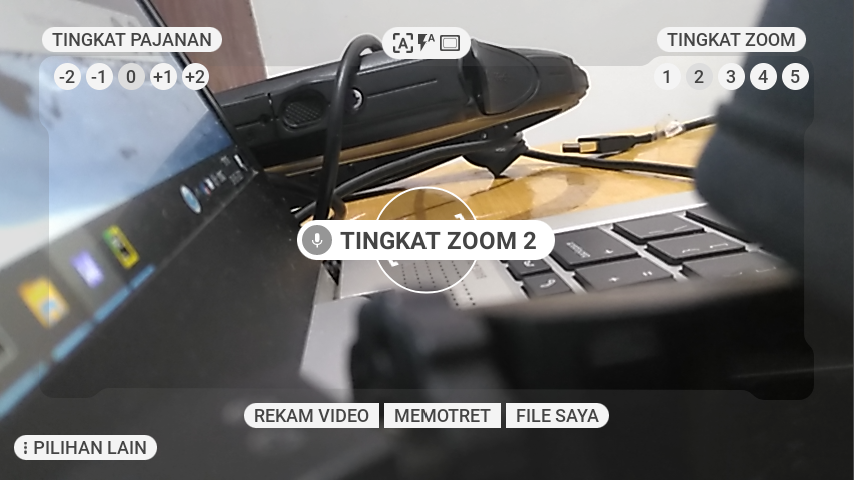 TINGKAT PAJANAN
-2 -1 0 +1 +2
A A
TINGKAT ZOOM
1 2 3 4 5
TINGKAT ZOOM 2
REKAM VIDEO
MEMOTRET
FILE SAYA
PILIHAN LAIN